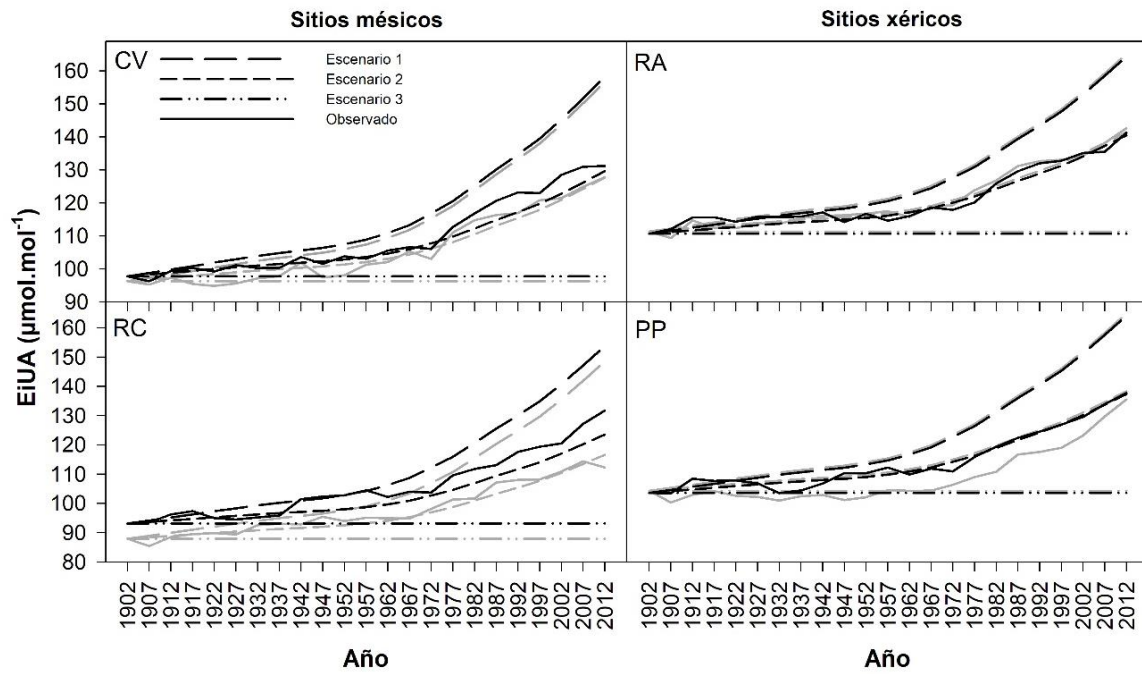 Sitios mésicos
Sitios xéricos
CV
Escenario 1
Escenario 2
Escenario 3
Observado
RA
160
150
140
130
120
110
100
90
RC
PP
160
150
140
130
120
110
100
90
80
EiUA (µmol.mol⁻¹)
1902 1907 1912 1917 1922 1927 1932 1937 1942 1947 1952 1957 1962 1967 1972 1977 1982 1987 1992 1997 2002 2007 2012
1902 1907 1912 1917 1922 1927 1932 1937 1942 1947 1952 1957 1962 1967 1972 1977 1982 1987 1992 1997 2002 2007 2012
Año
Año